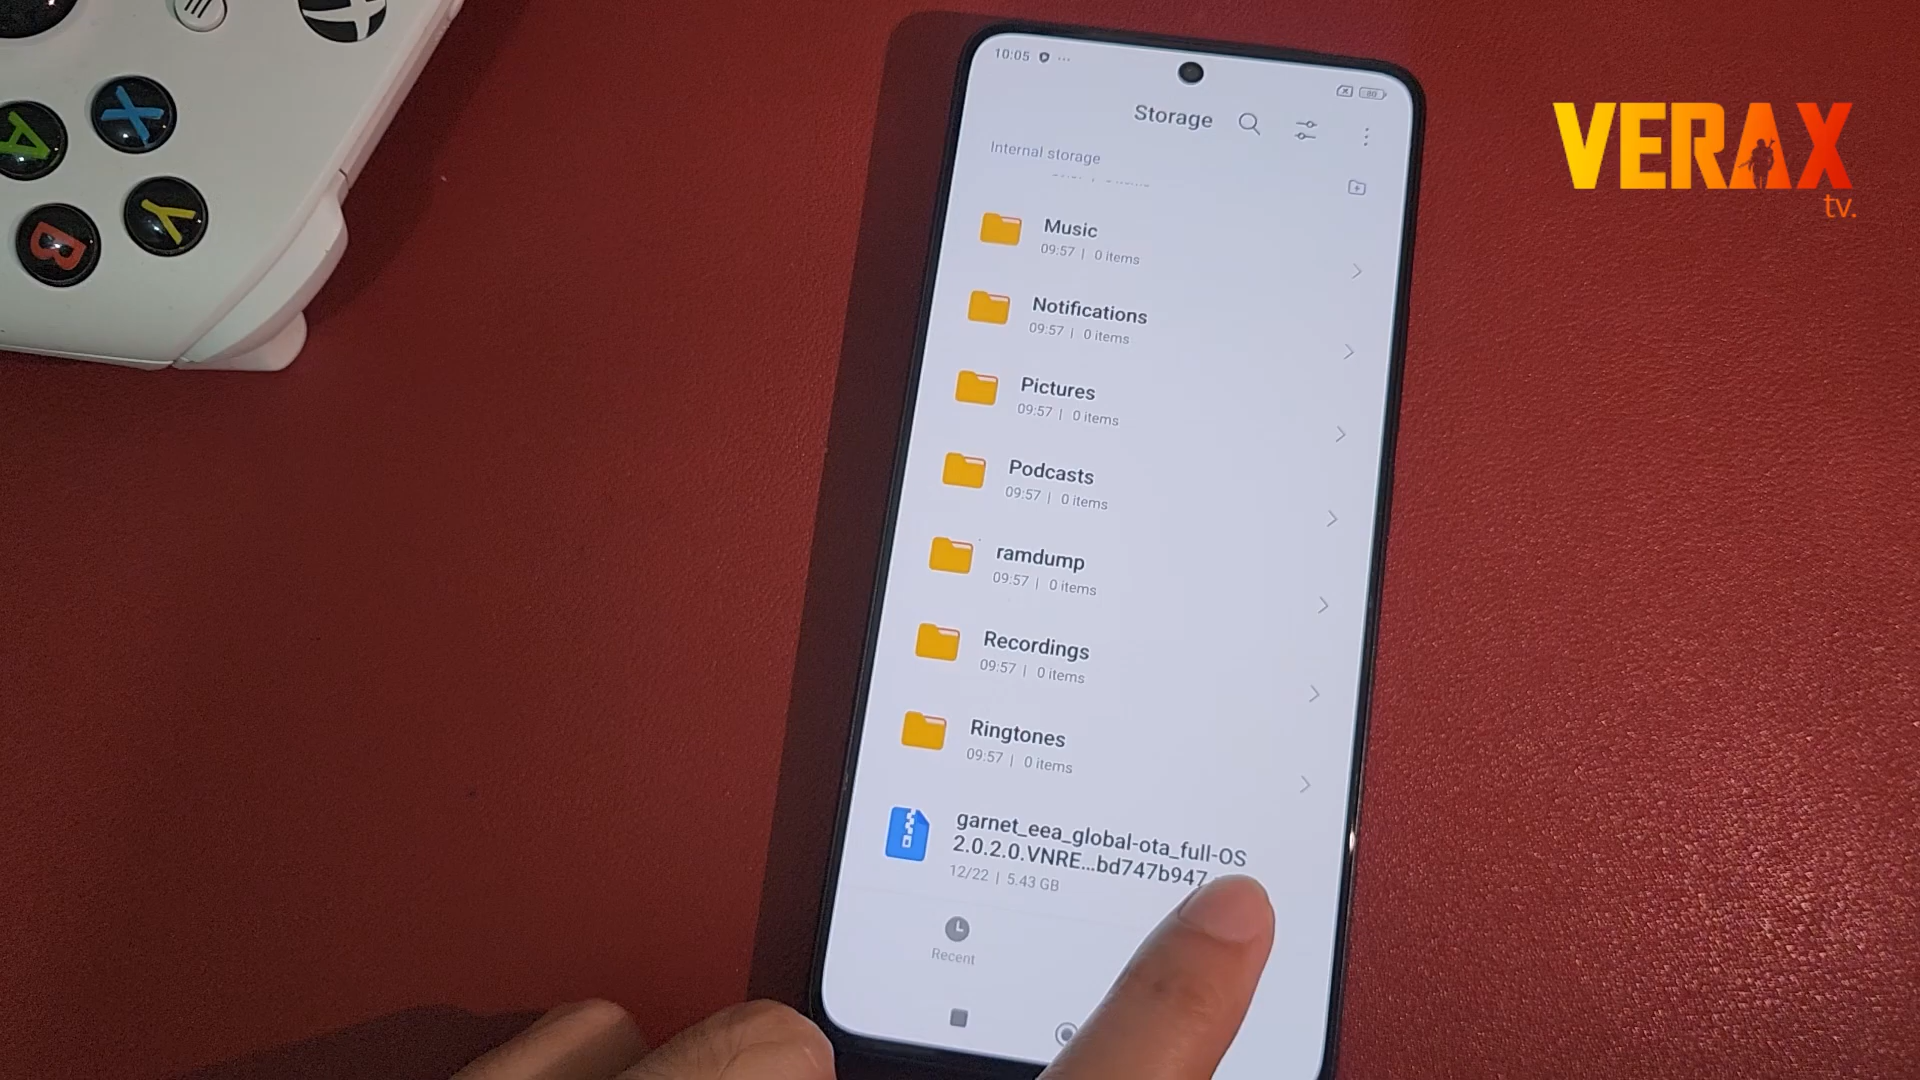 VERAX
tv.
10:05
80
Storage
Internal storage
Music
09:57 | 0 items
Notifications
09:57 | 0 items
Pictures
09:57 | 0 items
Podcasts
09:57 | 0 items
ramdump
09:57 | 0 items
Recordings
09:57 | 0 items
Ringtones
09:57 | 0 items
garnet_eea_global-ota_full-OS
2.0.2.0.VNRE...bd747b947
12/22 | 5.43 GB
Recent
X
A
Y
B